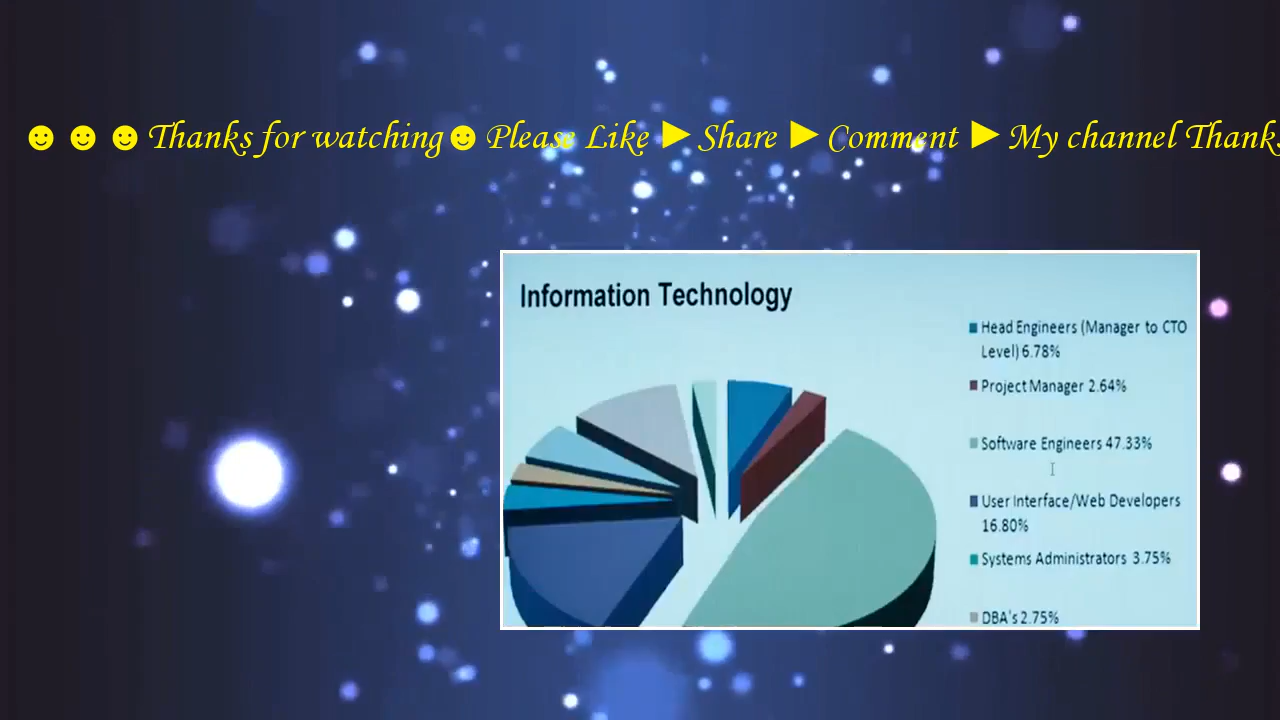 ☻☻☻Thanks for watching☻Please Like ►Share ►Comment ►My channel
Information Technology
Head Engineers (Manager to CTO
Level) 6.78%
Project Manager 2.64%
Software Engineers 47.33%
User Interface/Web Developers
16.80%
Systems Administrators 3.75%
DBA's 2.75%